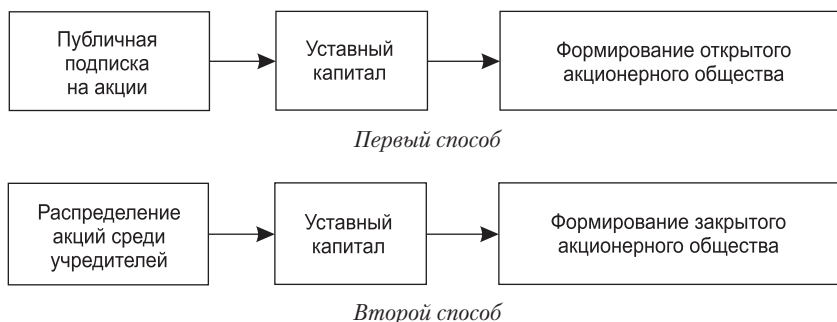 Публичная
подписка
на акции
Уставный
капитал
Формирование открытого
акционерного общества
Первый способ
Распределение
акций среди
учредителей
Уставный
капитал
Формирование закрытого
акционерного общества
Второй способ